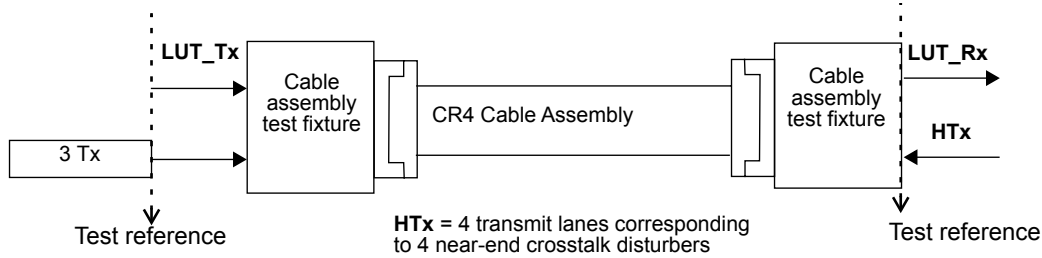 LUT_Tx
Cable
assembly
test fixture
3 Tx
Test reference
CR4 Cable Assembly
HTx = 4 transmit lanes corresponding
to 4 near-end crosstalk disturbers
Cable
assembly
test fixture
LUT_Rx
HTx
Test reference